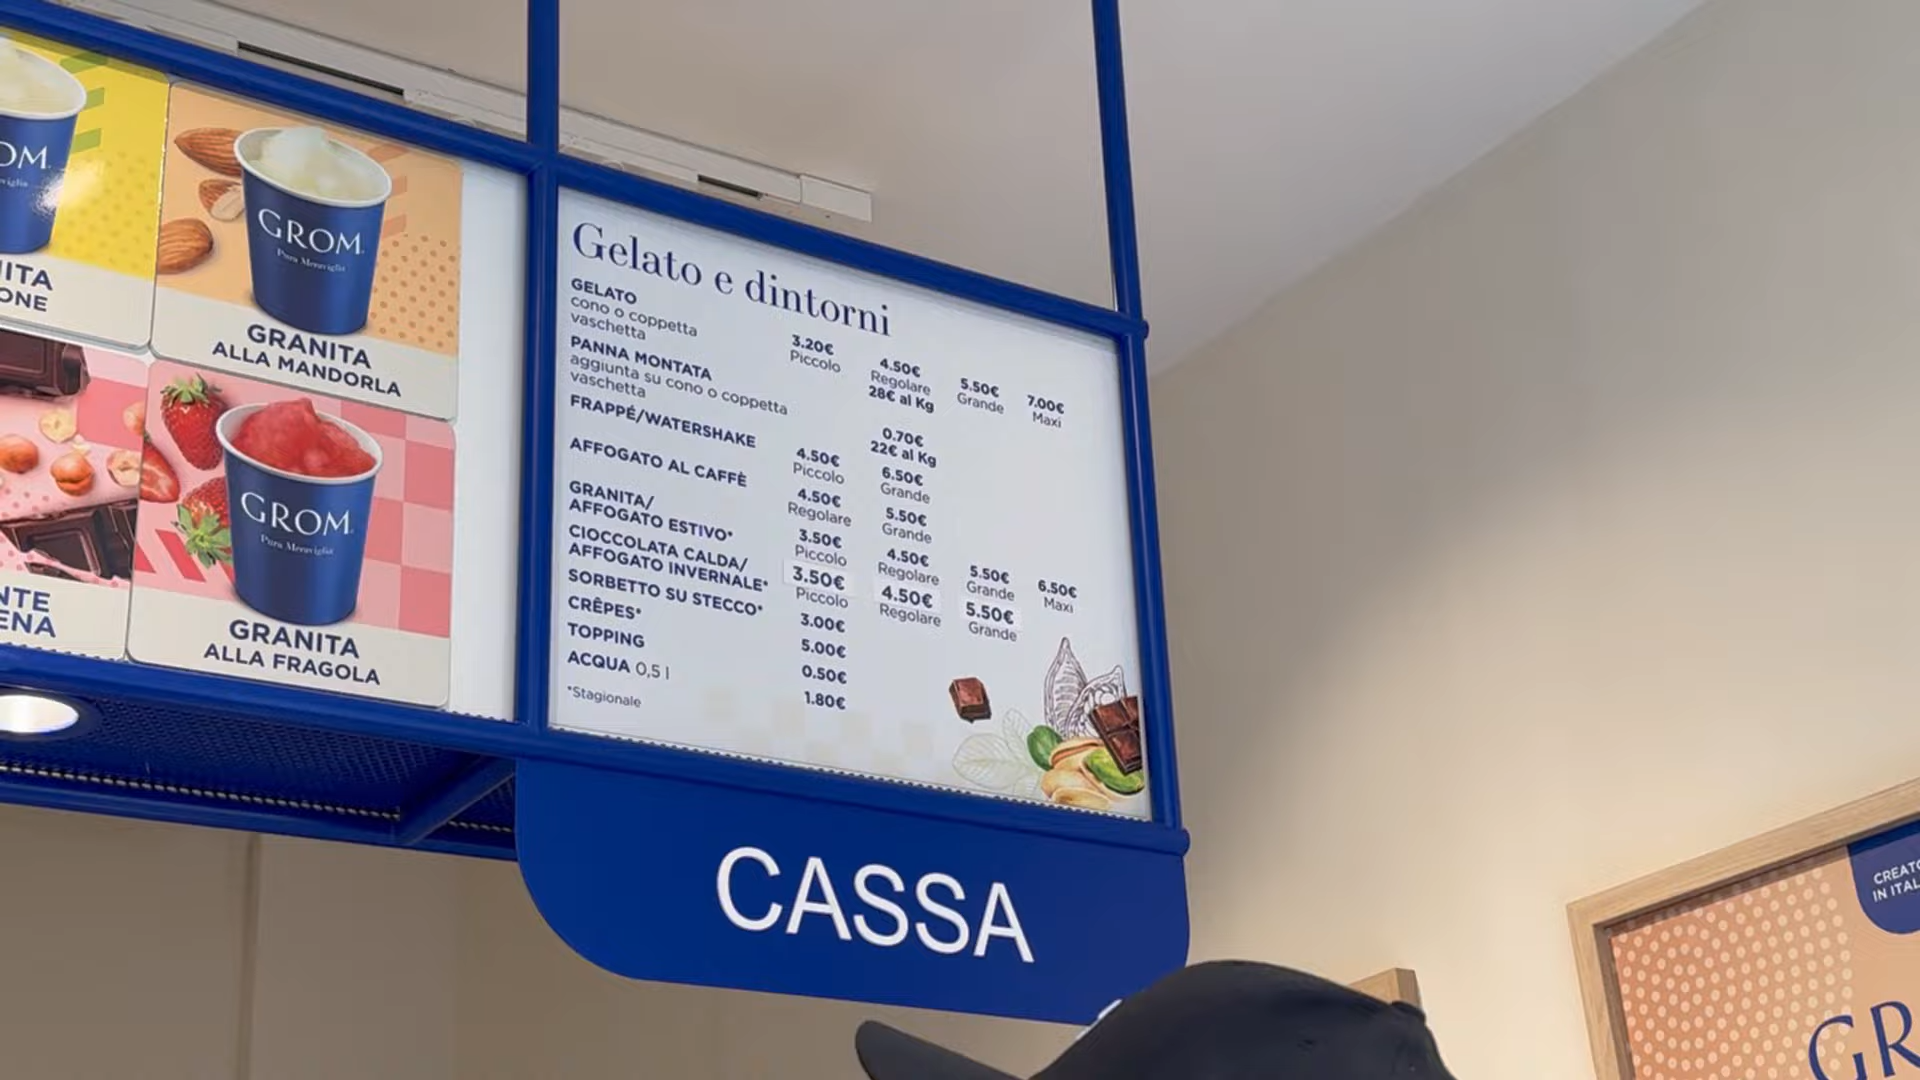 GROM
GRANITA
ALLA MANDORLA
GROM
Pura Meraviglia
GRANITA
ALLA FRAGOLA
Gelato e dintorni
GELATO
cono o coppetta 3.20€ 4.50€ 5.50€ 7.00€
Piccolo Regolare Grande Maxi
vaschetta 28€ al Kg
PANNA MONTATA
aggiunta su cono o coppetta 0.70€
vaschetta 22€ al Kg
FRAPPÉ/WATERSHAKE 4.50€ 6.50€
Piccolo Grande
AFFOGATO AL CAFFÈ 4.50€ 5.50€
Regolare Grande
GRANITA/
AFFOGATO ESTIVO* 3.50€ 4.50€ 5.50€ 6.50€
Piccolo Regolare Grande Maxi
CIOCCOLATA CALDA/
AFFOGATO INVERNALE* 3.50€ 4.50€ 5.50€
Piccolo Regolare Grande
SORBETTO SU STECCO* 3.00€
CRÊPES* 5.00€
TOPPING 0.50€
ACQUA 0,5 l 1.80€
*Stagionale
CASSA
IN